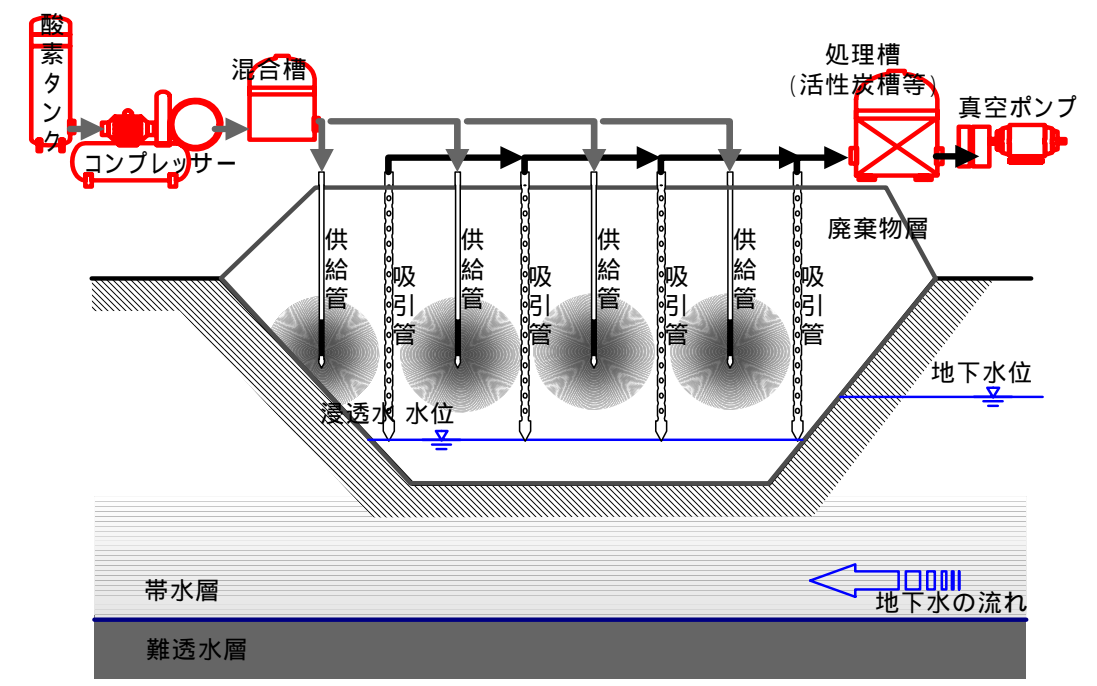 酸素タンク
コンプレッサー
混合槽
処理槽
(活性炭槽等)
真空ポンプ
廃棄物層
供給管
吸引管
供給管
吸引管
供給管
吸引管
供給管
吸引管
地下水位
浸透水 水位
帯水層
地下水の流れ
難透水層